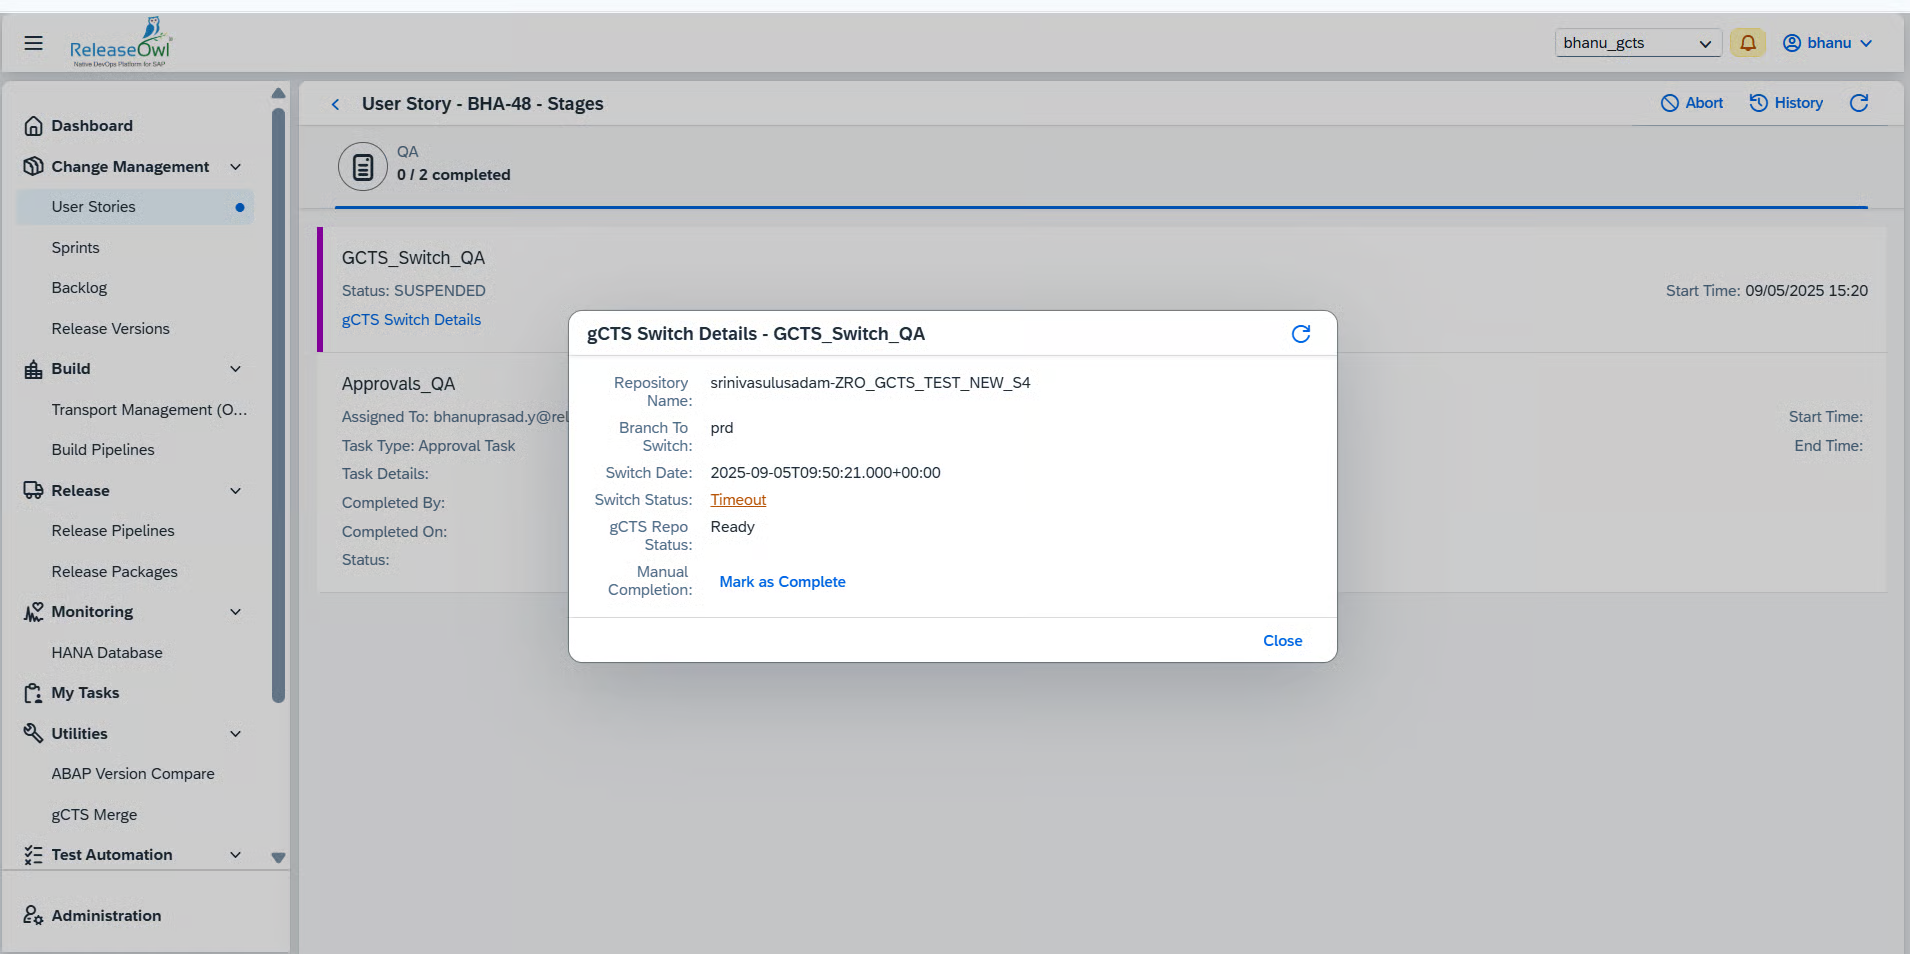 ReleaseOwl
Native DevOps Platform for SAP
bhanu_gcts
bhanu
Dashboard
Change Management
User Stories
Sprints
Backlog
Release Versions
Build
Transport Management (O...
Build Pipelines
Release
Release Pipelines
Release Packages
Monitoring
HANA Database
My Tasks
Utilities
ABAP Version Compare
gCTS Merge
Test Automation
Administration
User Story - BHA-48 - Stages
Abort
History
QA
0 / 2 completed
GCTS_Switch_QA
Status: SUSPENDED
Start Time: 09/05/2025 15:20
gCTS Switch Details
Approvals_QA
Assigned To: bhanuprasad.y@rel
Start Time:
Task Type: Approval Task
End Time:
Task Details:
Completed By:
Completed On:
Status:
gCTS Switch Details - GCTS_Switch_QA
Repository Name: srinivasulusadam-ZRO_GCTS_TEST_NEW_S4
Branch To Switch: prd
Switch Date: 2025-09-05T09:50:21.000+00:00
Switch Status: Timeout
gCTS Repo Status: Ready
Manual Completion: Mark as Complete
Close